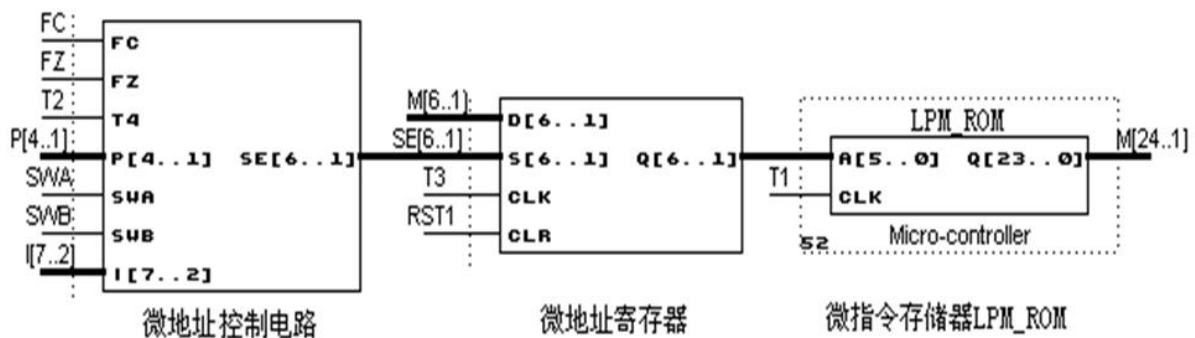 FC
FC
FZ
FZ
T2
T4
P[4..1]
P[4..1] SE[6..1]
SWA
SWA
SWB
SWB
I[7..2]
I[7..2]
微地址控制电路
M[6..1]
D[6..1]
SE[6..1]
S[6..1] Q[6..1]
T3
CLK
RST1
CLR
微地址寄存器
LPM_ROM
A[5..0] Q[23..0]
M[24..1]
T1
CLK
52
Micro-controller
微指令存储器LPM_ROM